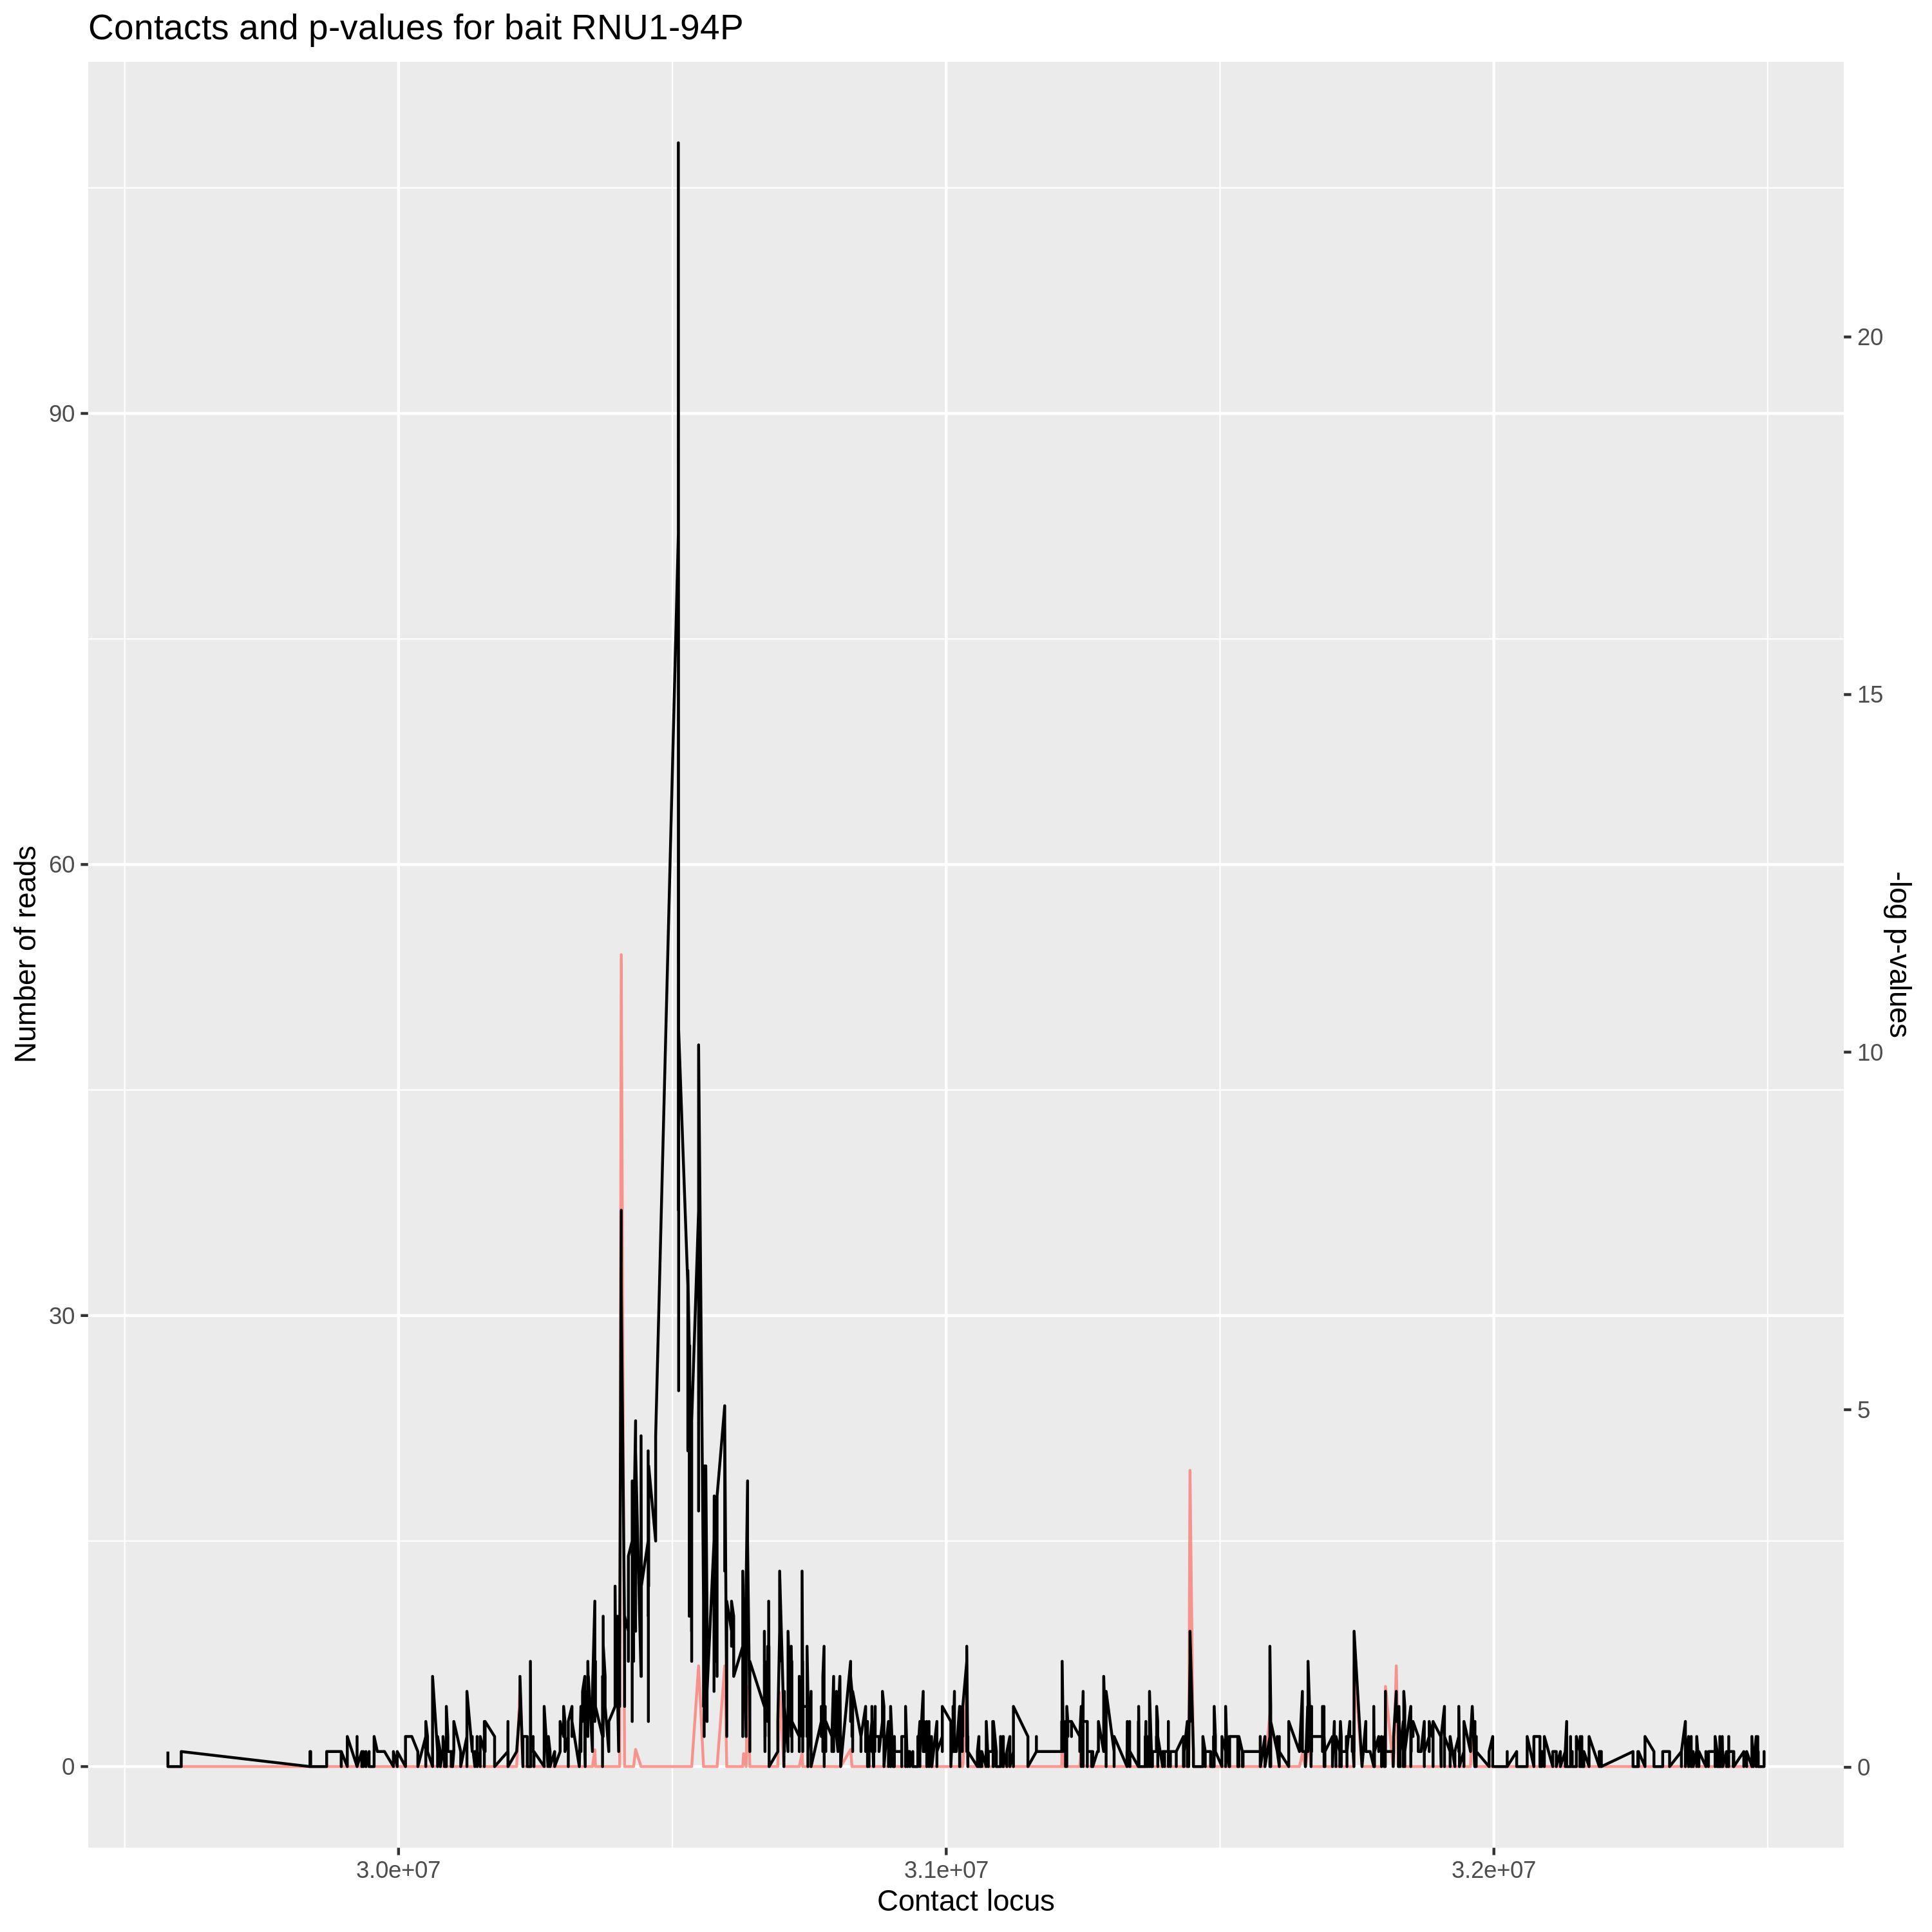 Contacts and p-values for bait RNU1-94P
20
90
15
60
Number of reads
-log p-values
10
30
5
0
0
3.0e+07
3.1e+07
3.2e+07
Contact locus